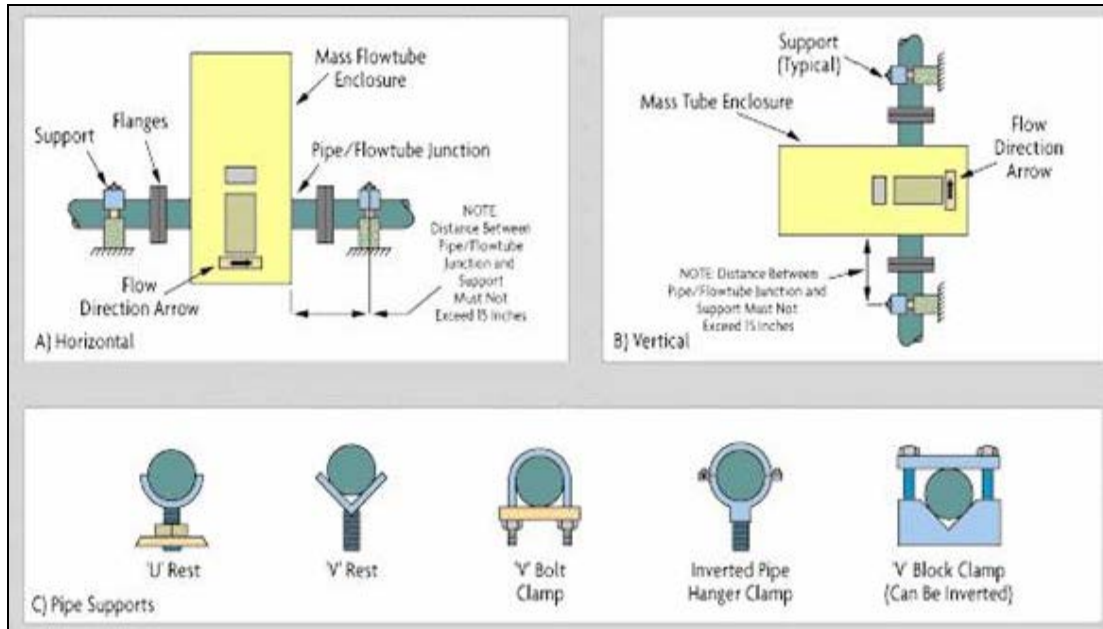 Mass Flowtube
Enclosure
Flanges
Support
Pipe/Flowtube Junction
NOTE:
Distance Between
Pipe/Flowtube
Junction and
Support
Must Not
Exceed 15 Inches
Flow
Direction Arrow
A) Horizontal
Support
(Typical)
Mass Tube Enclosure
Flow
Direction
Arrow
NOTE: Distance Between
Pipe/Flowtube Junction and
Support Must Not
Exceed 15 Inches
B) Vertical
'U' Rest
'V' Rest
'V' Bolt
Clamp
Inverted Pipe
Hanger Clamp
'V' Block Clamp
(Can Be Inverted)
C) Pipe Supports